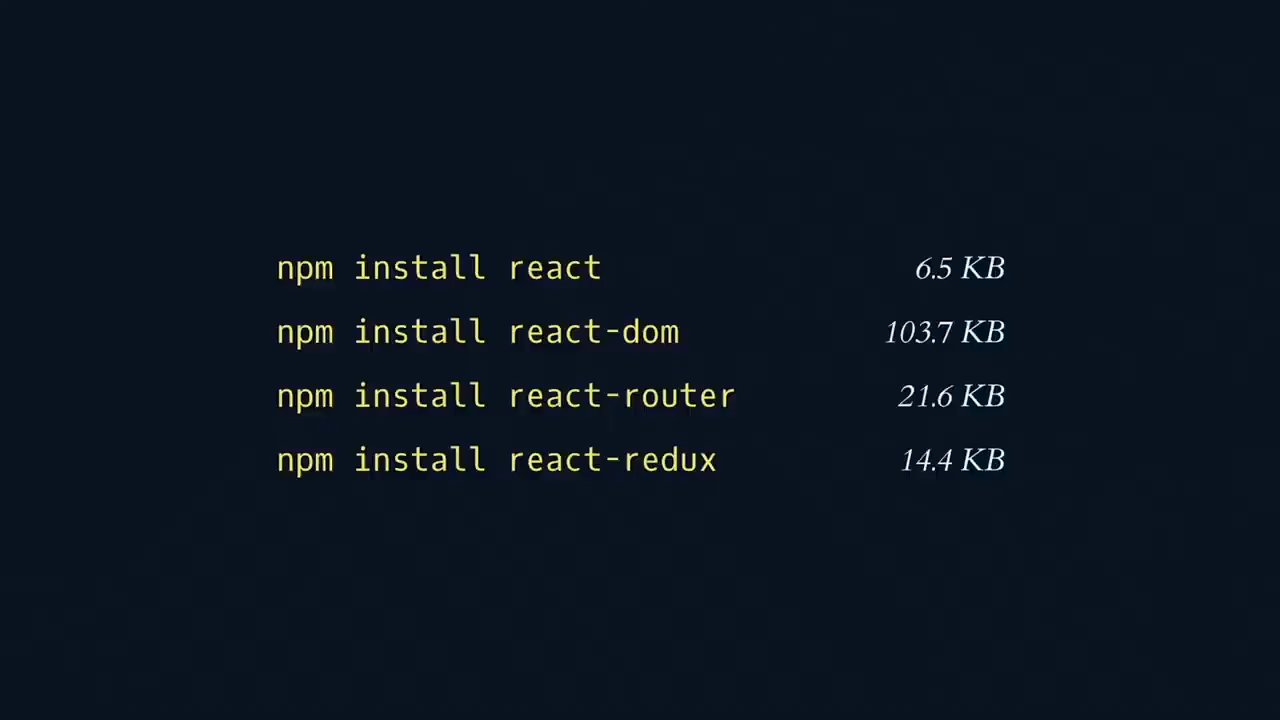 npm install react 6.5 KB
npm install react-dom 103.7 KB
npm install react-router 21.6 KB
npm install react-redux 14.4 KB